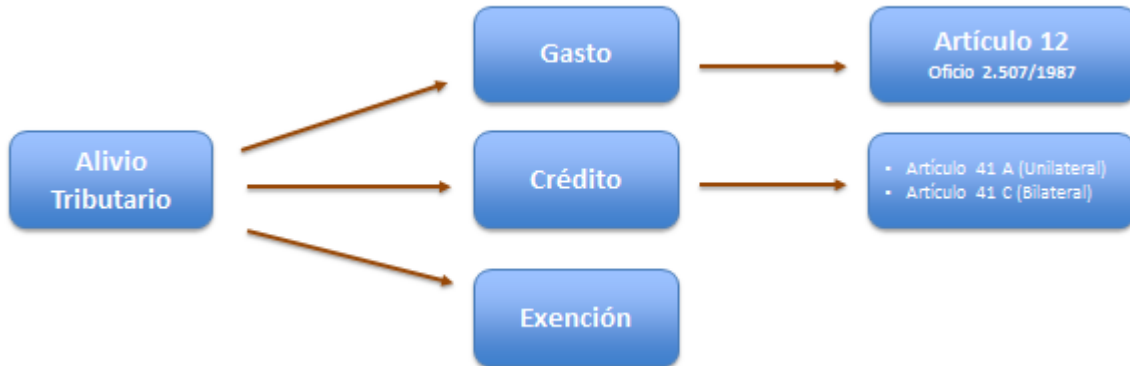 Alivio
Tributario
Gasto
Artículo 12
Oficio 2.507/1987
Crédito
• Artículo 41 A (Unilateral)
• Artículo 41 C (Bilateral)
Exención